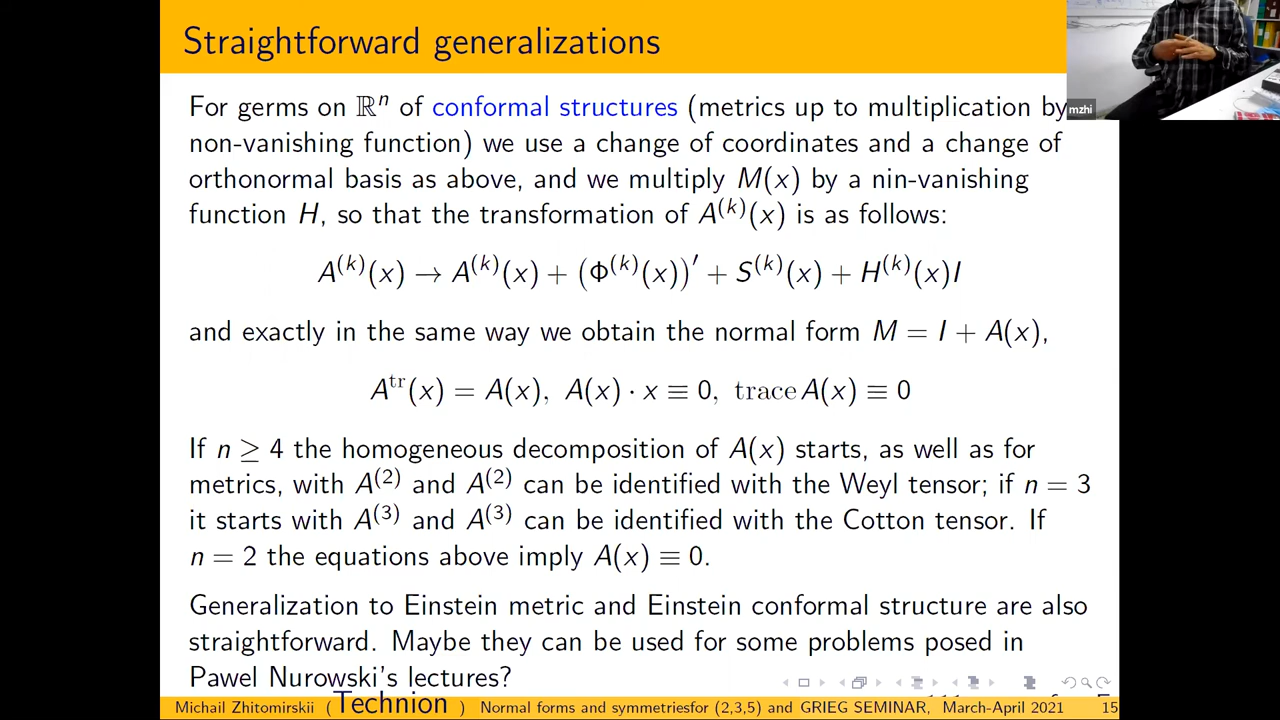 Straightforward generalizations
For germs on ℝⁿ of conformal structures (metrics up to multiplication by
non-vanishing function) we use a change of coordinates and a change of
orthonormal basis as above, and we multiply M(x) by a nin-vanishing
function H, so that the transformation of A⁽ᵏ⁾(x) is as follows:
A⁽ᵏ⁾(x) → A⁽ᵏ⁾(x) + (Φ⁽ᵏ⁾(x))′ + S⁽ᵏ⁾(x) + H⁽ᵏ⁾(x)I
and exactly in the same way we obtain the normal form M = I + A(x),
Aᵗʳ(x) = A(x), A(x) · x ≡ 0, trace A(x) ≡ 0
If n ≥ 4 the homogeneous decomposition of A(x) starts, as well as for
metrics, with A⁽²⁾ and A⁽²⁾ can be identified with the Weyl tensor; if n = 3
it starts with A⁽³⁾ and A⁽³⁾ can be identified with the Cotton tensor. If
n = 2 the equations above imply A(x) ≡ 0.
Generalization to Einstein metric and Einstein conformal structure are also
straightforward. Maybe they can be used for some problems posed in
Pawel Nurowski's lectures?
Michail Zhitomirskii ( Technion ) Normal forms and symmetriesfor (2,3,5) and GRIEG SEMINAR, March-April 2021 15
mzhi